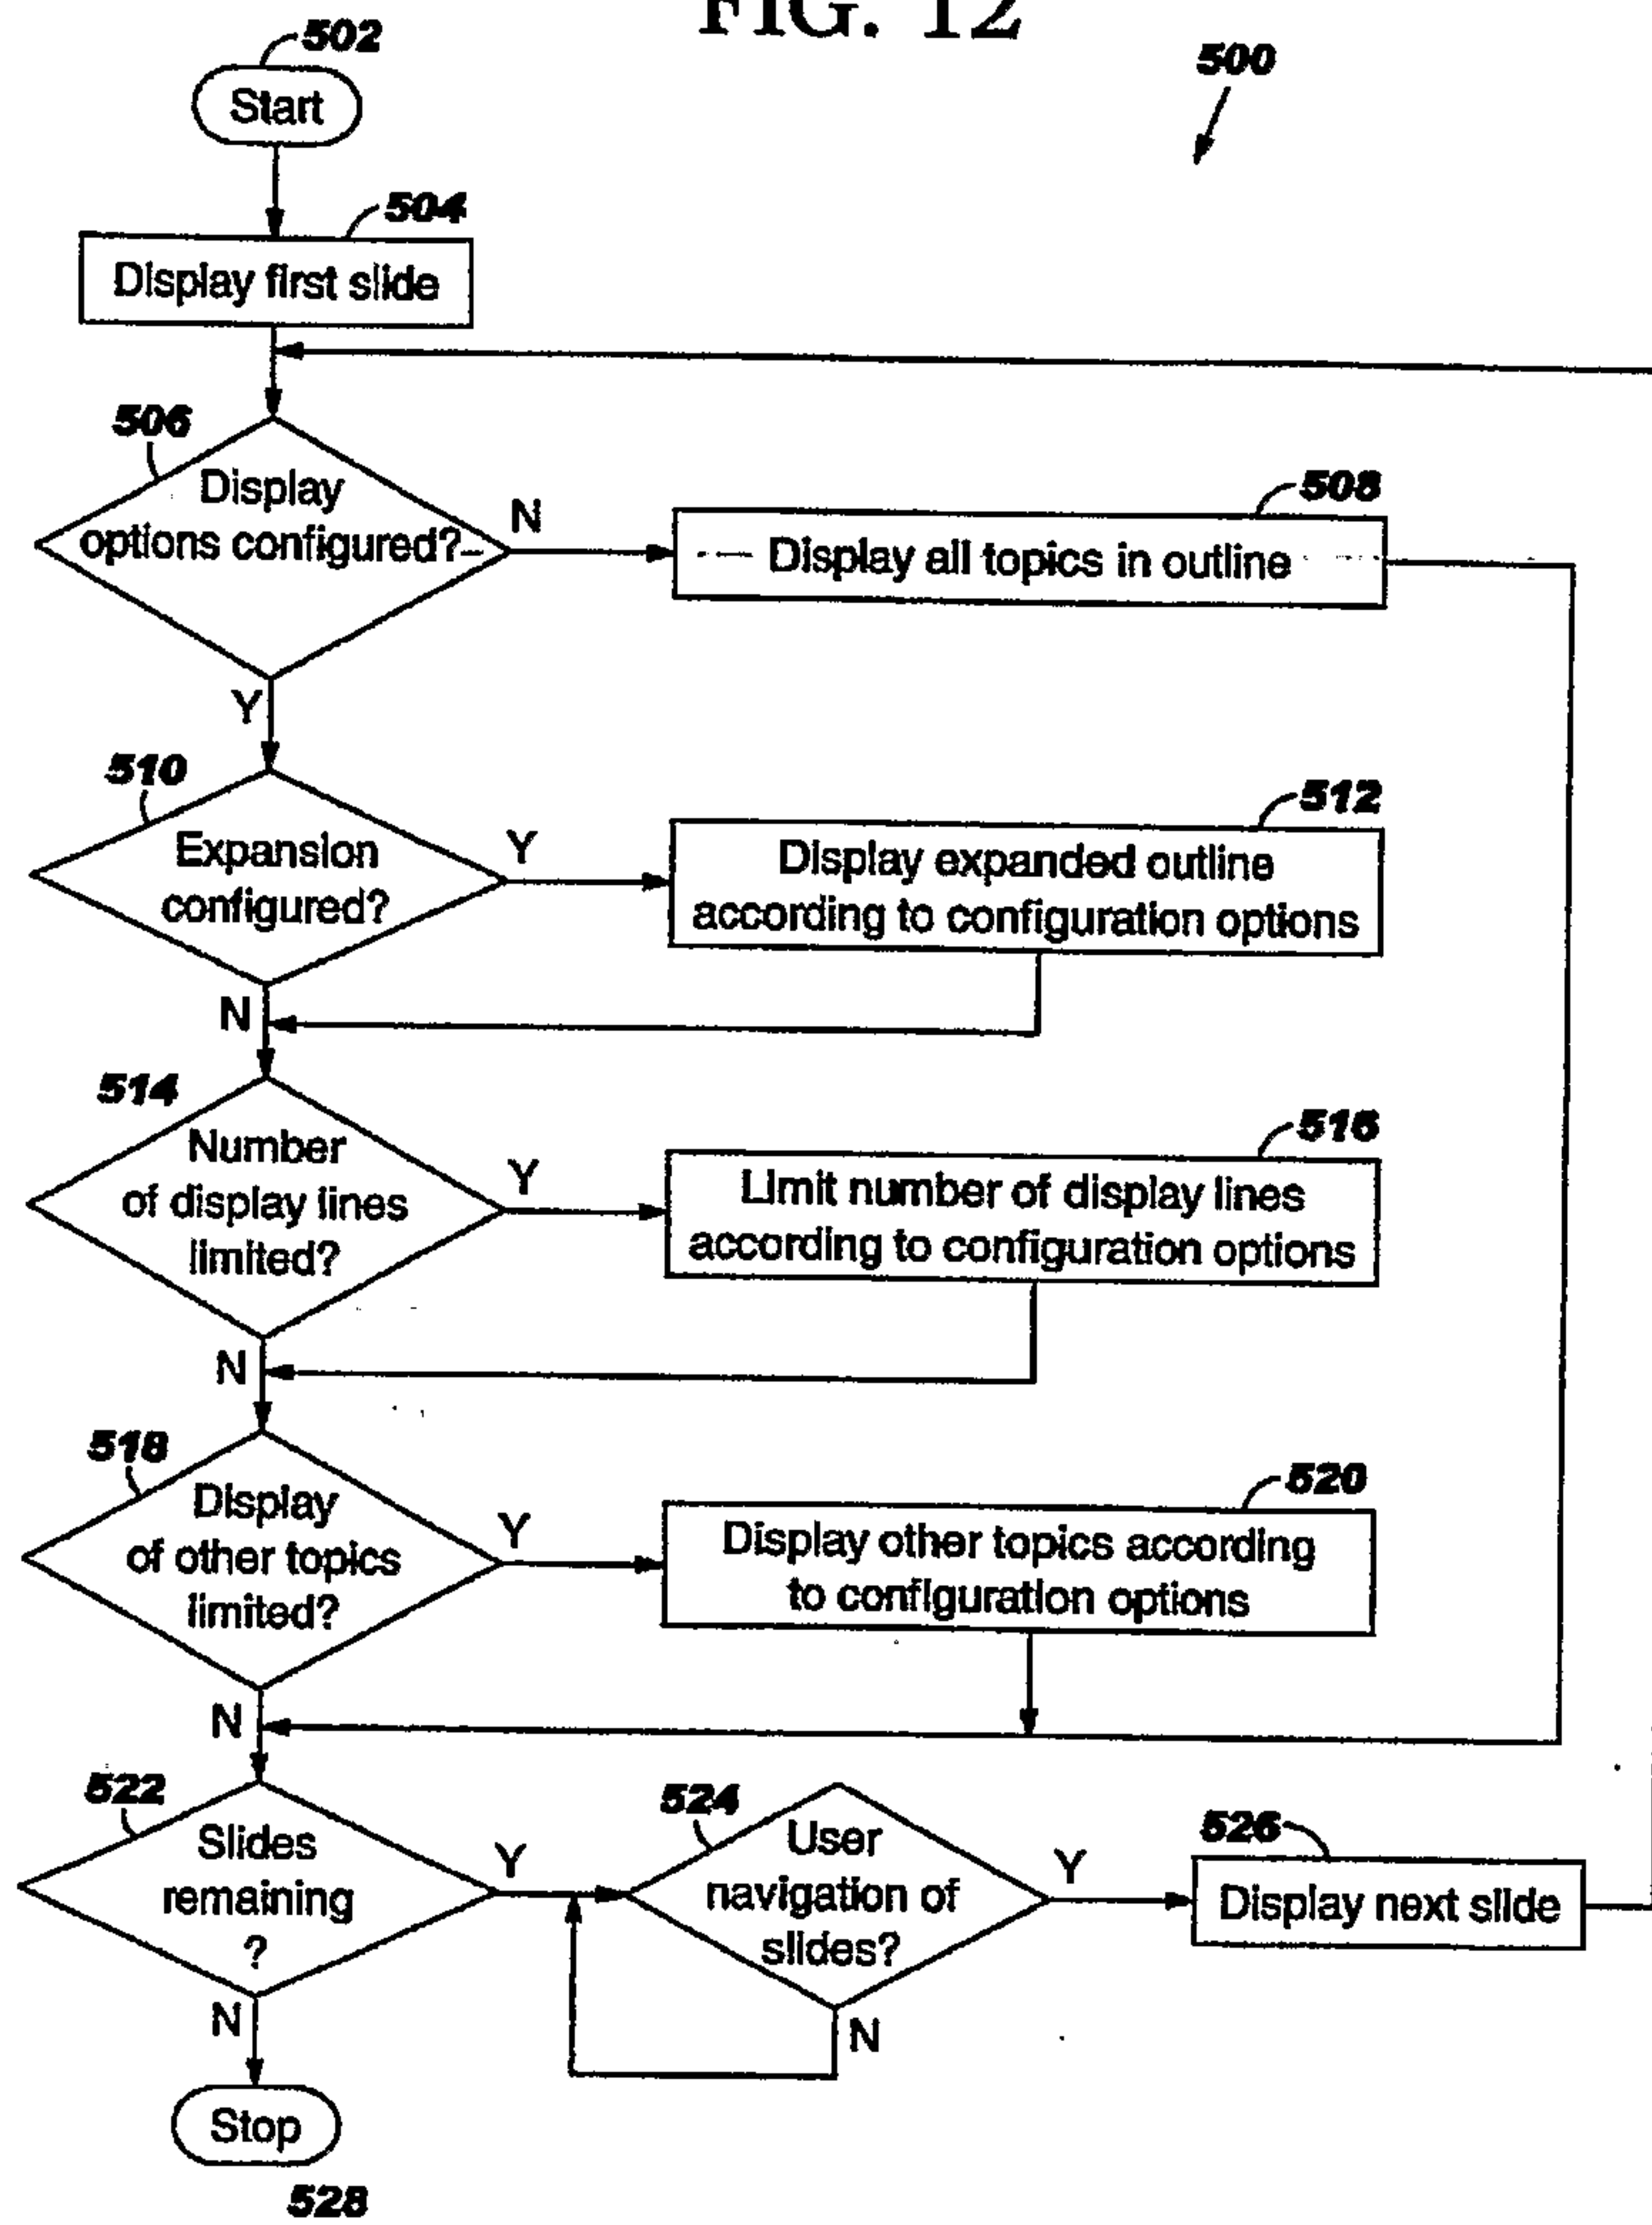 FIG. 12
502
500
Start
504
Display first slide
506
Display
options configured?
N
508
Display all topics in outline
Y
510
Expansion
configured?
Y
512
Display expanded outline
according to configuration options
N
514
Number
of display lines
limited?
Y
516
Limit number of display lines
according to configuration options
N
518
Display
of other topics
limited?
Y
520
Display other topics according
to configuration options
N
522
Slides
remaining
?
Y
524
User
navigation of
slides?
Y
526
Display next slide
N
N
Stop
528